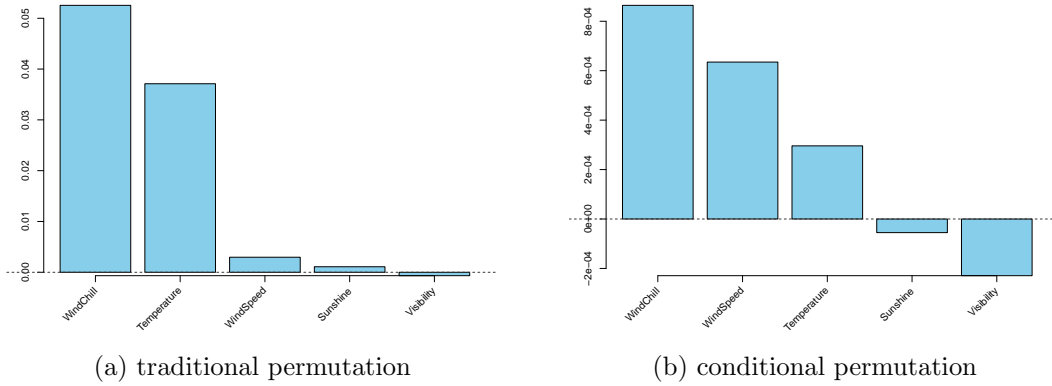 0.05
0.04
0.03
0.02
0.01
0.00
WindChill
Temperature
WindSpeed
Sunshine
Visibility
(a) traditional permutation
8e−04
6e−04
4e−04
2e−04
0e+00
−2e−04
WindChill
WindSpeed
Temperature
Sunshine
Visibility
(b) conditional permutation